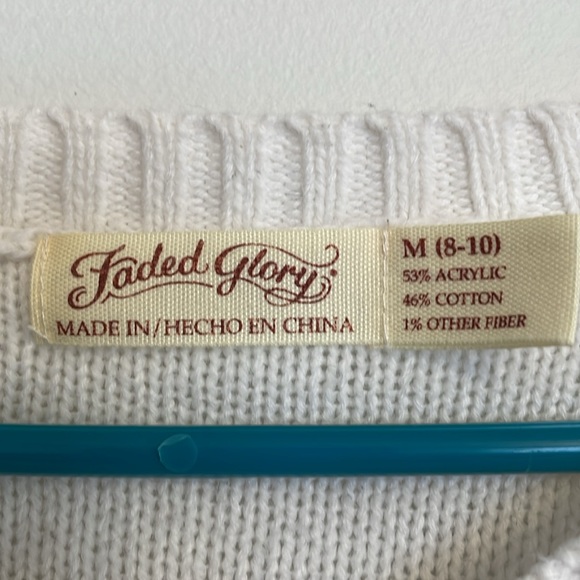 Faded Glory
MADE IN/HECHO EN CHINA
M (8-10)
53% ACRYLIC
46% COTTON
1% OTHER FIBER